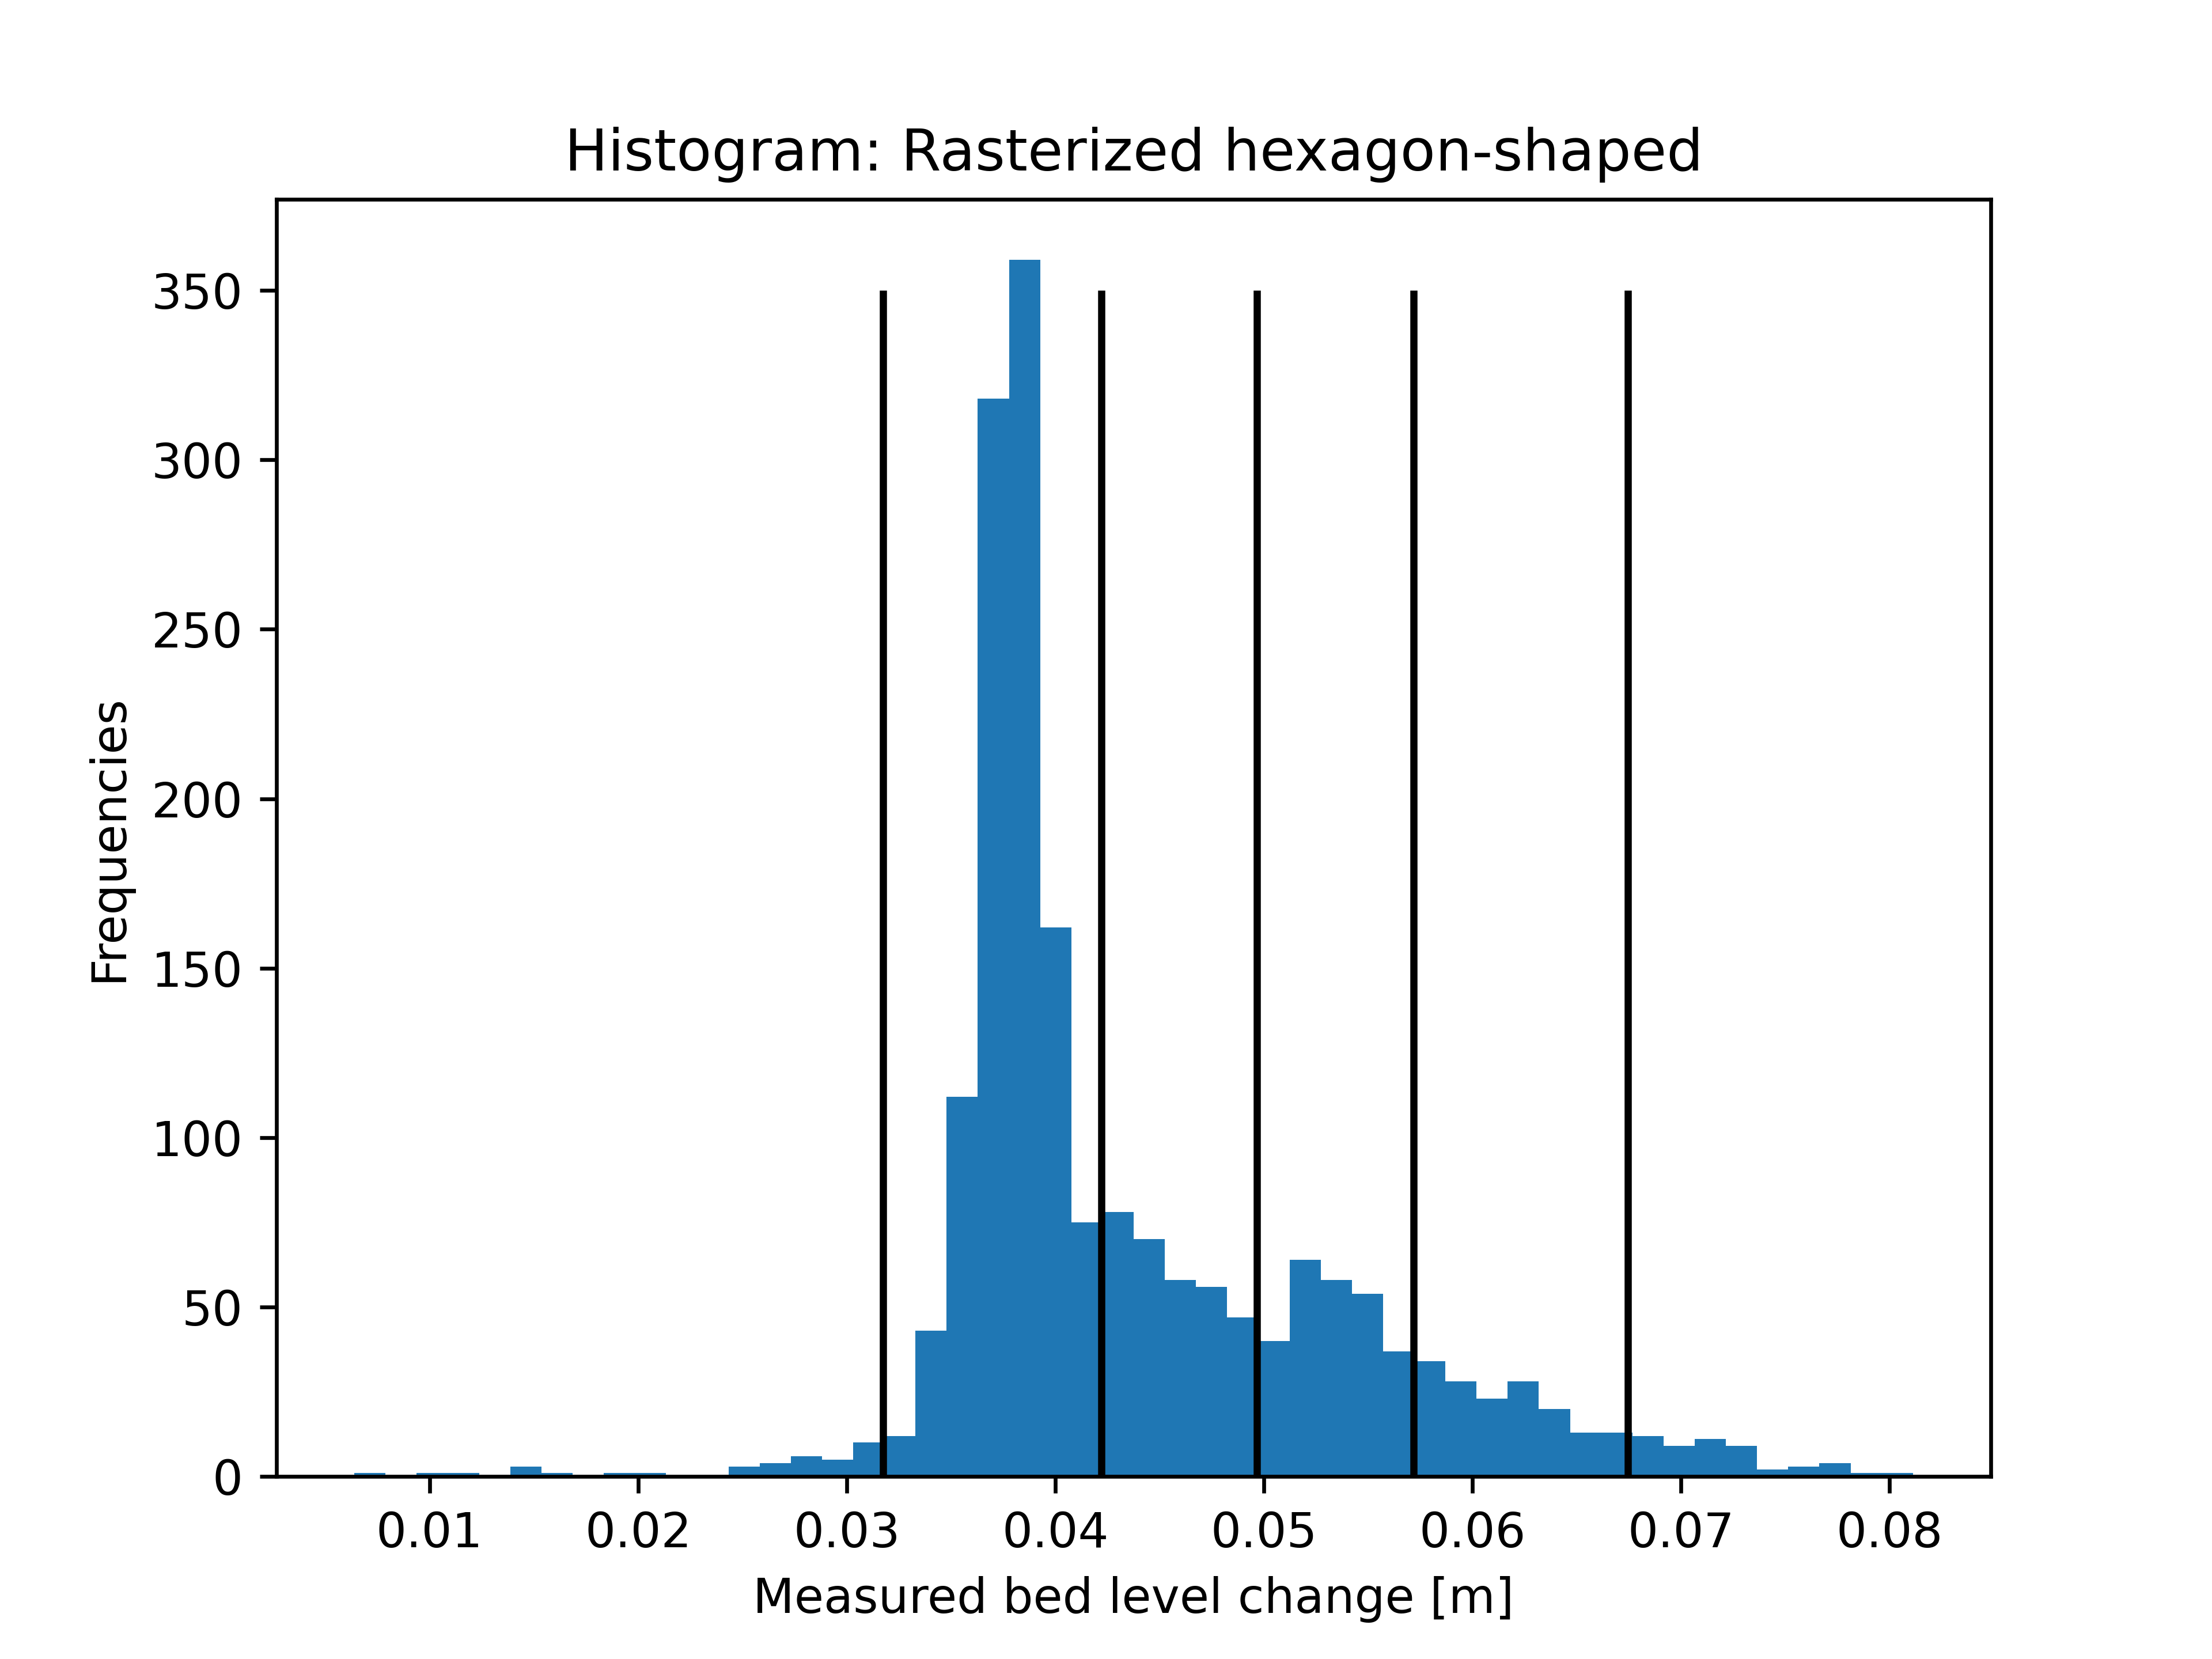 Histogram: Rasterized hexagon-shaped
350
300
250
200
150
100
50
0
Frequencies
0.01 0.02 0.03 0.04 0.05 0.06 0.07 0.08
Measured bed level change [m]